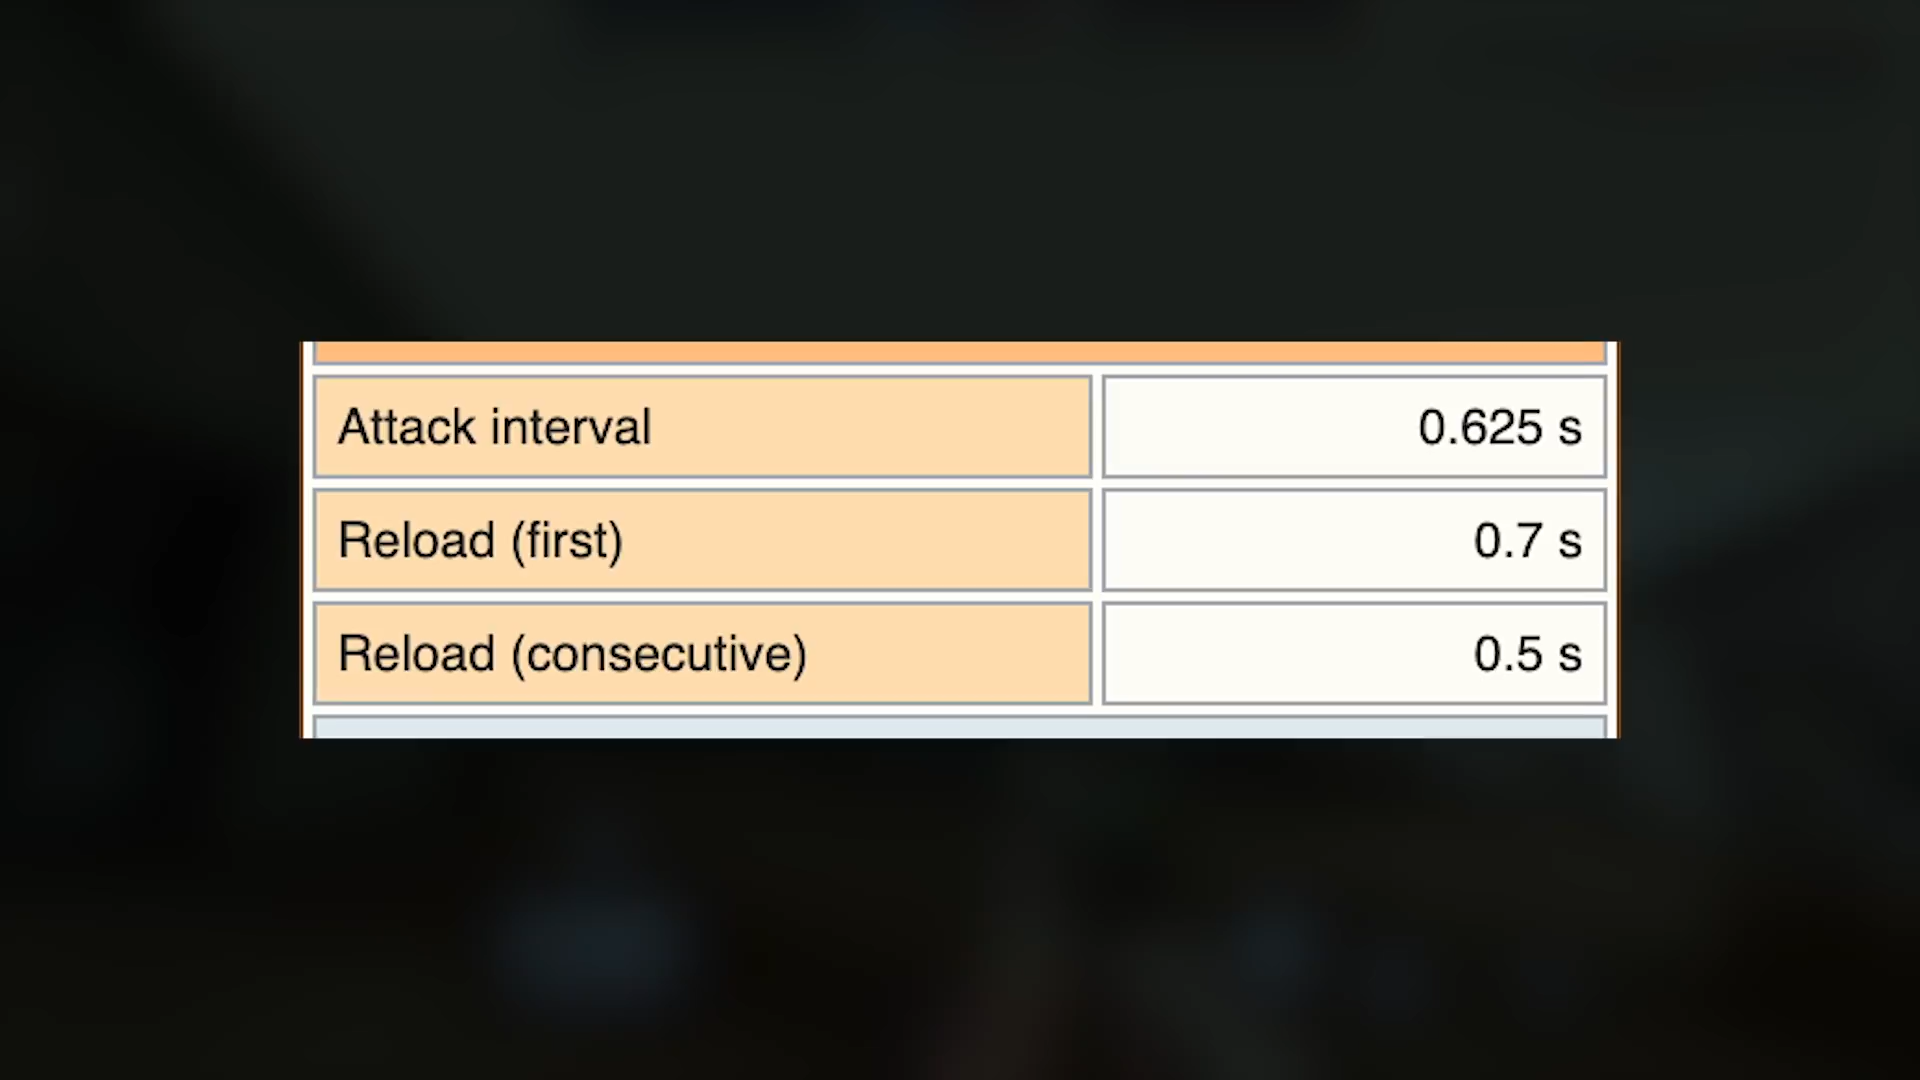 Attack interval 0.625 s
Reload (first) 0.7 s
Reload (consecutive) 0.5 s